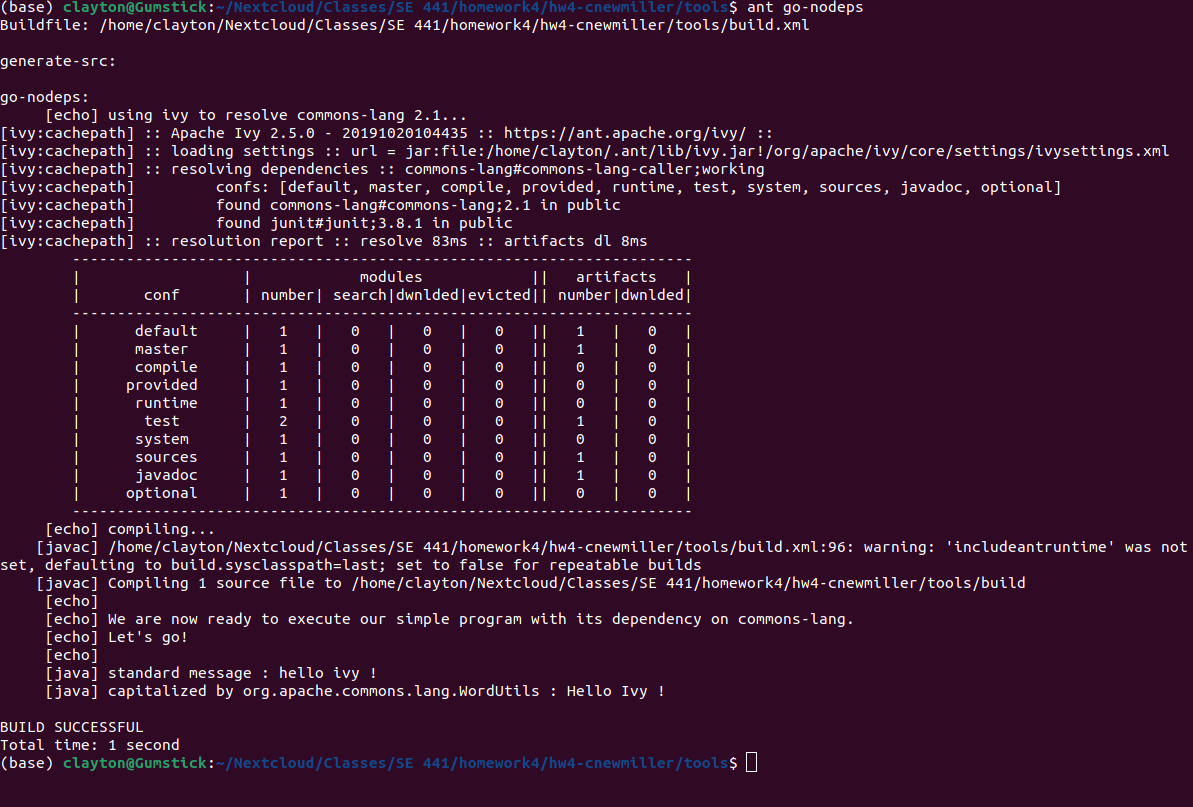 (base) clayton@Gumstick:~/Nextcloud/Classes/SE 441/homework4/hw4-cnewmiller/tools$ ant go-nodeps
Buildfile: /home/clayton/Nextcloud/Classes/SE 441/homework4/hw4-cnewmiller/tools/build.xml

generate-src:

go-nodeps:
     [echo] using ivy to resolve commons-lang 2.1...
[ivy:cachepath] :: Apache Ivy 2.5.0 - 20191020104435 :: https://ant.apache.org/ivy/ ::
[ivy:cachepath] :: loading settings :: url = jar:file:/home/clayton/.ant/lib/ivy.jar!/org/apache/ivy/core/settings/ivysettings.xml
[ivy:cachepath] :: resolving dependencies :: commons-lang#commons-lang-caller;working
[ivy:cachepath]         confs: [default, master, compile, provided, runtime, test, system, sources, javadoc, optional]
[ivy:cachepath]         found commons-lang#commons-lang;2.1 in public
[ivy:cachepath]         found junit#junit;3.8.1 in public
[ivy:cachepath] :: resolution report :: resolve 83ms :: artifacts dl 8ms
        ---------------------------------------------------------------------
        |                  |            modules            ||   artifacts   |
        |       conf       | number| search|dwnlded|evicted|| number|dwnlded|
        ---------------------------------------------------------------------
        |      default     |   1   |   0   |   0   |   0   ||   1   |   0   |
        |      master      |   1   |   0   |   0   |   0   ||   1   |   0   |
        |      compile     |   1   |   0   |   0   |   0   ||   0   |   0   |
        |     provided     |   1   |   0   |   0   |   0   ||   0   |   0   |
        |      runtime     |   1   |   0   |   0   |   0   ||   0   |   0   |
        |       test       |   2   |   0   |   0   |   0   ||   1   |   0   |
        |      system      |   1   |   0   |   0   |   0   ||   0   |   0   |
        |      sources     |   1   |   0   |   0   |   0   ||   1   |   0   |
        |      javadoc     |   1   |   0   |   0   |   0   ||   1   |   0   |
        |     optional     |   1   |   0   |   0   |   0   ||   0   |   0   |
        ---------------------------------------------------------------------
     [echo] compiling...
    [javac] /home/clayton/Nextcloud/Classes/SE 441/homework4/hw4-cnewmiller/tools/build.xml:96: warning: 'includeantruntime' was not
set, defaulting to build.sysclasspath=last; set to false for repeatable builds
    [javac] Compiling 1 source file to /home/clayton/Nextcloud/Classes/SE 441/homework4/hw4-cnewmiller/tools/build
     [echo]
     [echo] We are now ready to execute our simple program with its dependency on commons-lang.
     [echo] Let's go!
     [echo]
     [java] standard message : hello ivy !
     [java] capitalized by org.apache.commons.lang.WordUtils : Hello Ivy !

BUILD SUCCESSFUL
Total time: 1 second
(base) clayton@Gumstick:~/Nextcloud/Classes/SE 441/homework4/hw4-cnewmiller/tools$